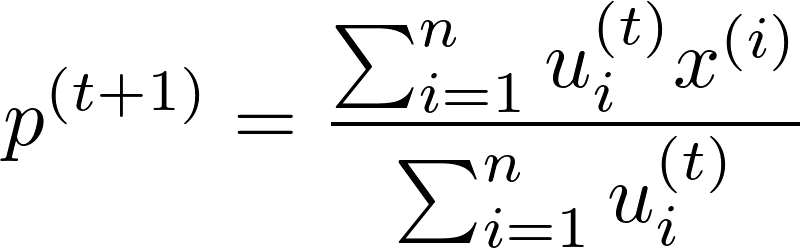 p^{(t+1)} = \frac{\sum_{i=1}^{n} u_i^{(t)} x^{(i)}}{\sum_{i=1}^{n} u_i^{(t)}}